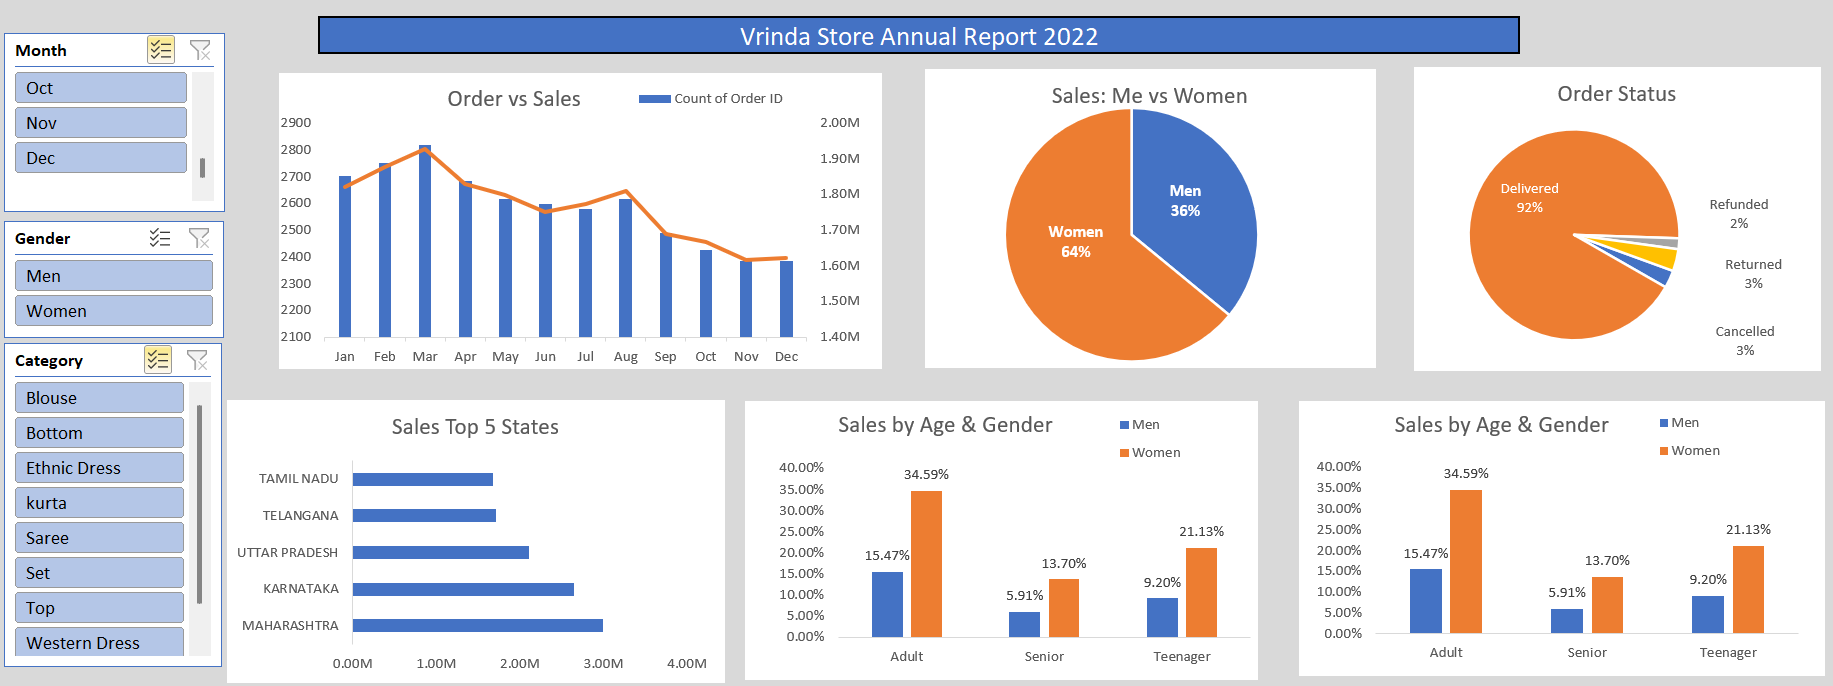 Vrinda Store Annual Report 2022
Month
Oct
Nov
Dec
Gender
Men
Women
Category
Blouse
Bottom
Ethnic Dress
kurta
Saree
Set
Top
Western Dress
Order vs Sales
Count of Order ID
2900
2800
2700
2600
2500
2400
2300
2200
2100
2.00M
1.90M
1.80M
1.70M
1.60M
1.50M
1.40M
Jan Feb Mar Apr May Jun Jul Aug Sep Oct Nov Dec
Sales: Me vs Women
Men
36%
Women
64%
Order Status
Delivered
92%
Refunded
2%
Returned
3%
Cancelled
3%
Sales Top 5 States
TAMIL NADU
TELANGANA
UTTAR PRADESH
KARNATAKA
MAHARASHTRA
0.00M 1.00M 2.00M 3.00M 4.00M
Sales by Age & Gender
Men
Women
40.00%
35.00%
30.00%
25.00%
20.00%
15.00%
10.00%
5.00%
0.00%
15.47%
34.59%
5.91%
13.70%
9.20%
21.13%
Adult Senior Teenager
Sales by Age & Gender
Men
Women
40.00%
35.00%
30.00%
25.00%
20.00%
15.00%
10.00%
5.00%
0.00%
15.47%
34.59%
5.91%
13.70%
9.20%
21.13%
Adult Senior Teenager